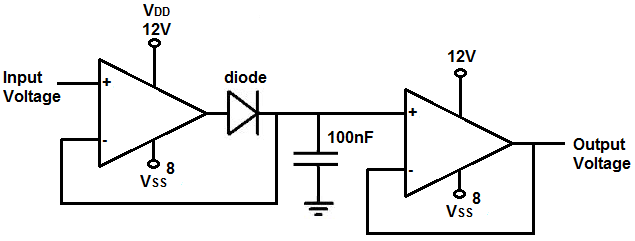 VDD
12V
Input
Voltage
+
-
8
VSS
diode
100nF
12V
+
-
8
VSS
Output
Voltage